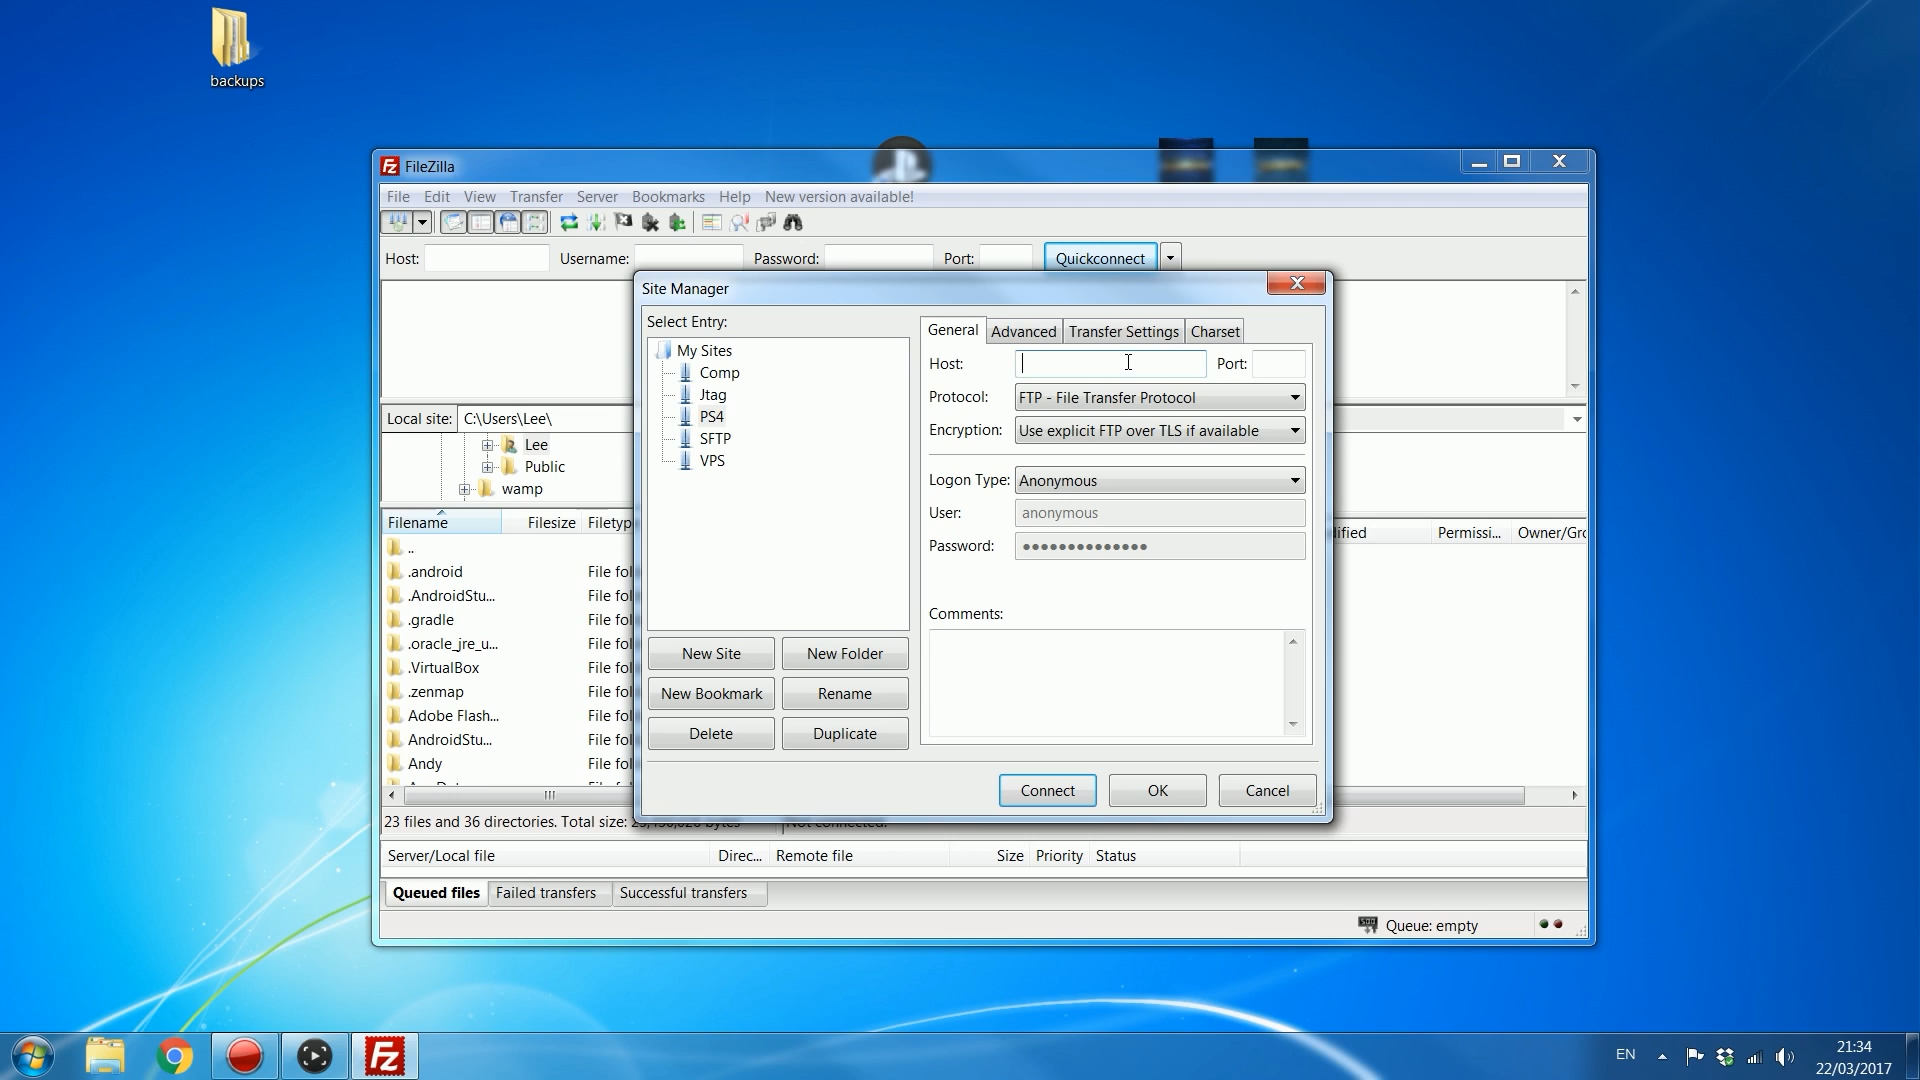 backups
FileZilla
File Edit View Transfer Server Bookmarks Help New version available!
Host: Username: Password: Port: Quickconnect
Site Manager
Select Entry:
My Sites
Comp
Jtag
PS4
SFTP
VPS
New Site New Folder
New Bookmark Rename
Delete Duplicate
General Advanced Transfer Settings Charset
Host: Port:
Protocol: FTP - File Transfer Protocol
Encryption: Use explicit FTP over TLS if available
Logon Type: Anonymous
User: anonymous
Password: ●●●●●●●●●●●●●●
Comments:
Connect OK Cancel
Local site: C:\Users\Lee\
Lee
Public
wamp
Filename Filesize Filetyp
ified Permissi... Owner/Gro
..
.android File fol
.AndroidStu... File fol
.gradle File fol
.oracle_jre_u... File fol
.VirtualBox File fol
.zenmap File fol
Adobe Flash... File fol
AndroidStu... File fol
Andy File fol
23 files and 36 directories. Total size:
Not connected.
Server/Local file Direc... Remote file Size Priority Status
Queued files Failed transfers Successful transfers
Queue: empty
EN
21:34
22/03/2017